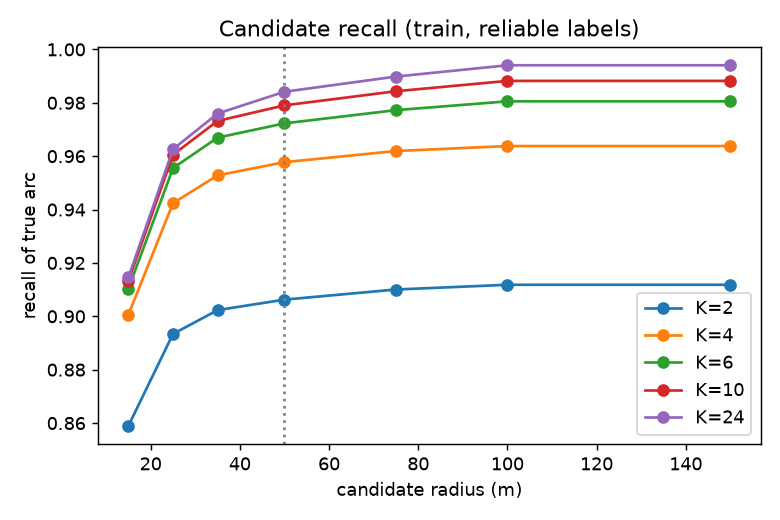 Candidate recall (train, reliable labels)
1.00
0.98
0.96
0.94
0.92
0.90
0.88
0.86
recall of true arc
20 40 60 80 100 120 140
candidate radius (m)
K=2
K=4
K=6
K=10
K=24